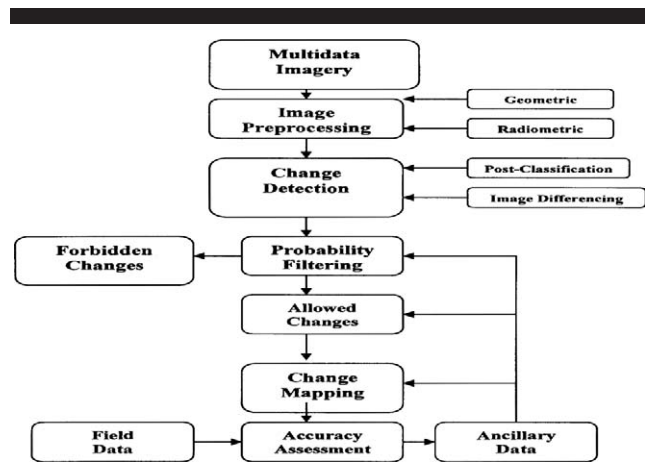 Multidata
Imagery
Geometric
Image
Preprocessing
Radiometric
Change
Detection
Post-Classification
Image Differencing
Forbidden
Changes
Probability
Filtering
Allowed
Changes
Change
Mapping
Field
Data
Accuracy
Assessment
Ancillary
Data